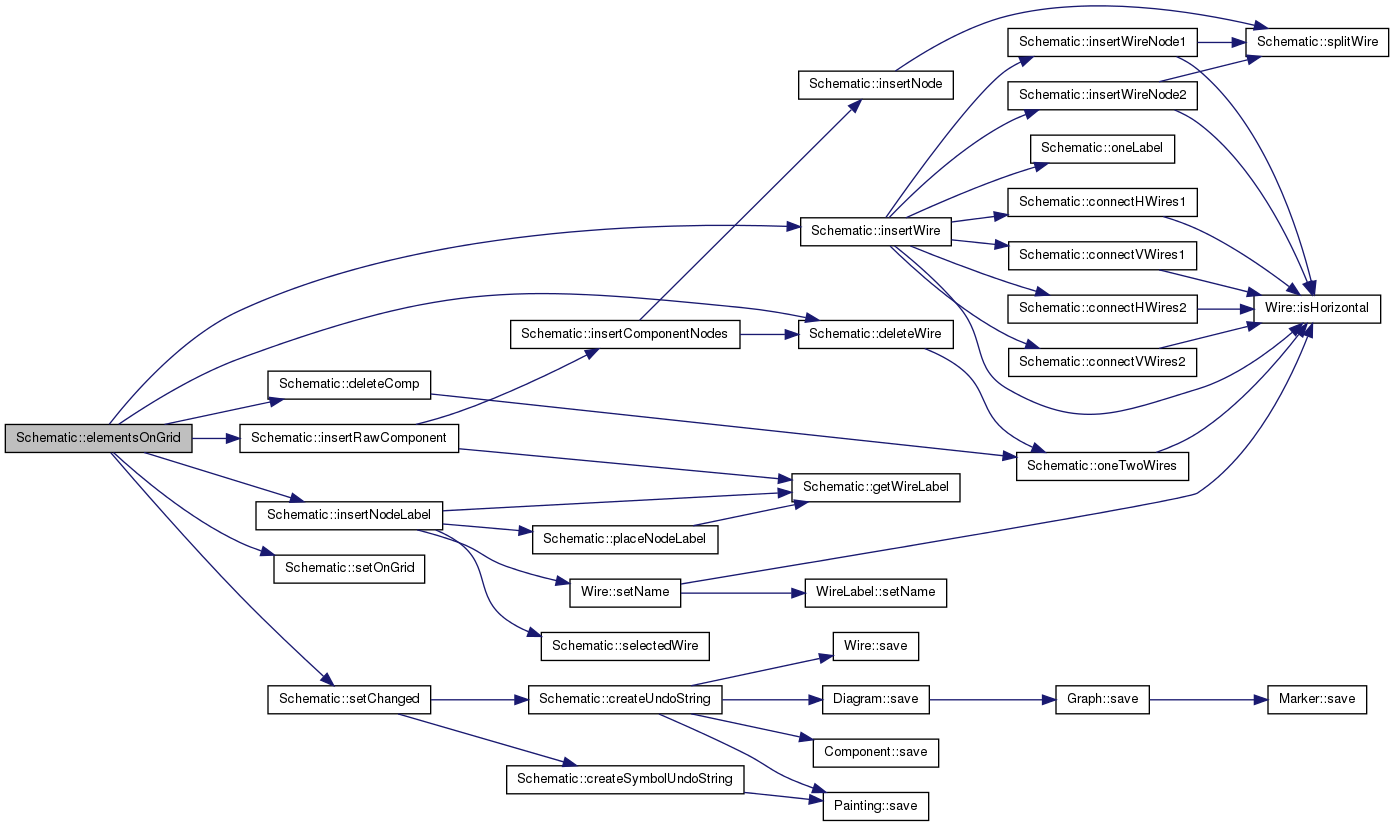 Schematic::elementsOnGrid
Schematic::deleteComp
Schematic::insertRawComponent
Schematic::insertNodeLabel
Schematic::setOnGrid
Schematic::setChanged
Schematic::insertComponentNodes
Schematic::placeNodeLabel
Wire::setName
Schematic::selectedWire
Schematic::createUndoString
Schematic::createSymbolUndoString
Schematic::insertNode
Schematic::insertWire
Schematic::deleteWire
Schematic::getWireLabel
WireLabel::setName
Wire::save
Diagram::save
Component::save
Painting::save
Schematic::insertWireNode1
Schematic::insertWireNode2
Schematic::oneLabel
Schematic::connectHWires1
Schematic::connectVWires1
Schematic::connectHWires2
Schematic::connectVWires2
Schematic::oneTwoWires
Graph::save
Schematic::splitWire
Wire::isHorizontal
Marker::save